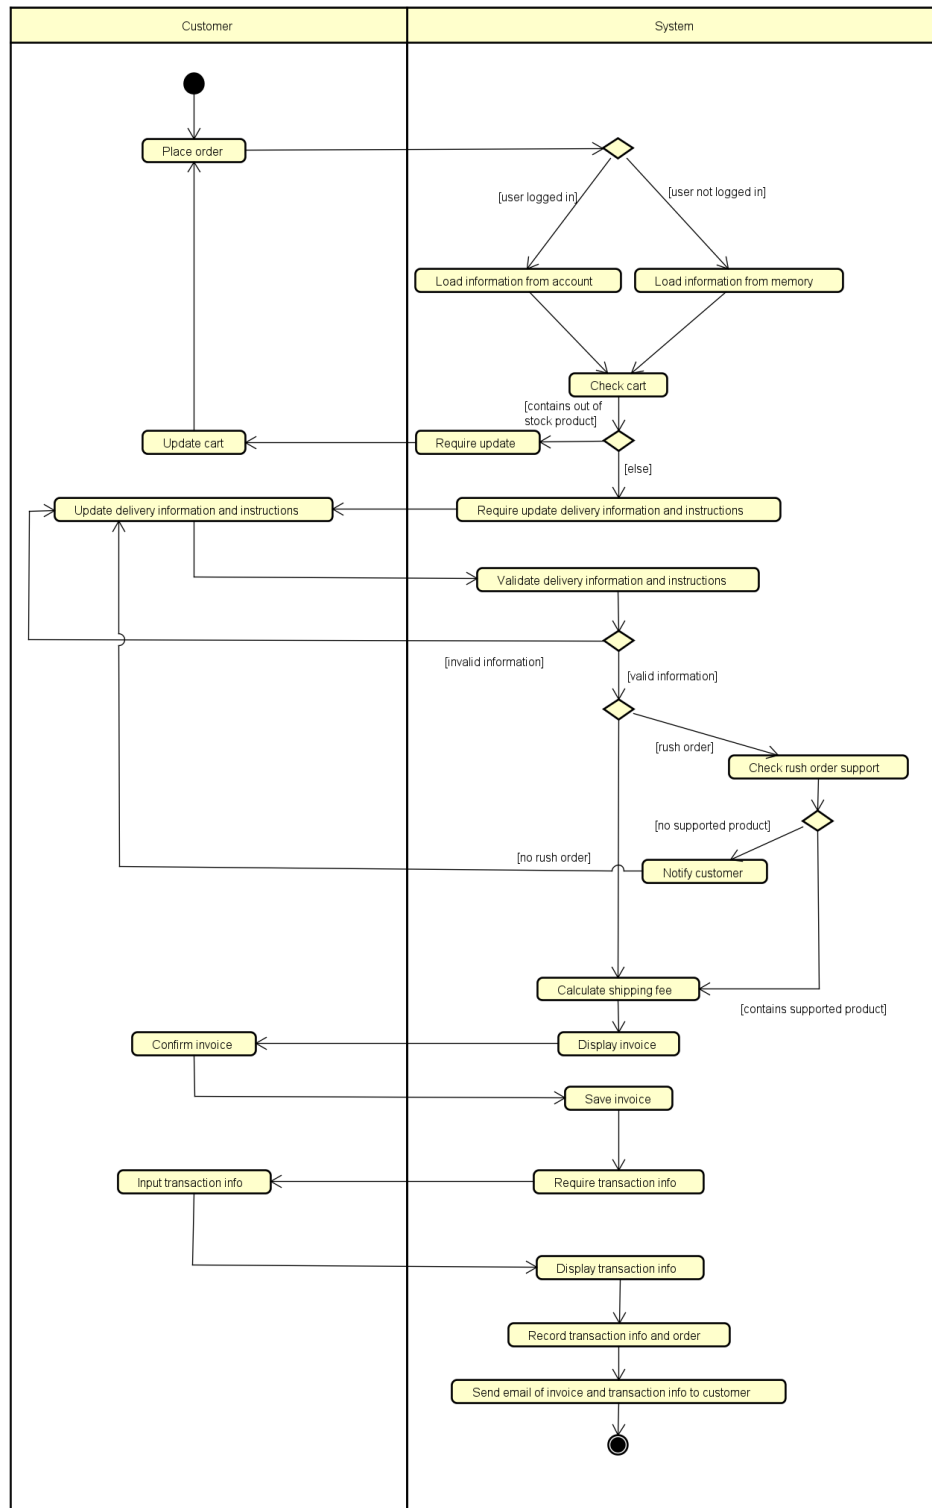 Customer
System
Place order
[user logged in]
[user not logged in]
Load information from account
Load information from memory
Check cart
[contains out of
stock product]
Update cart
Require update
[else]
Update delivery information and instructions
Require update delivery information and instructions
Validate delivery information and instructions
[invalid information]
[valid information]
[rush order]
Check rush order support
[no supported product]
[no rush order]
Notify customer
Calculate shipping fee
[contains supported product]
Confirm invoice
Display invoice
Save invoice
Input transaction info
Require transaction info
Display transaction info
Record transaction info and order
Send email of invoice and transaction info to customer